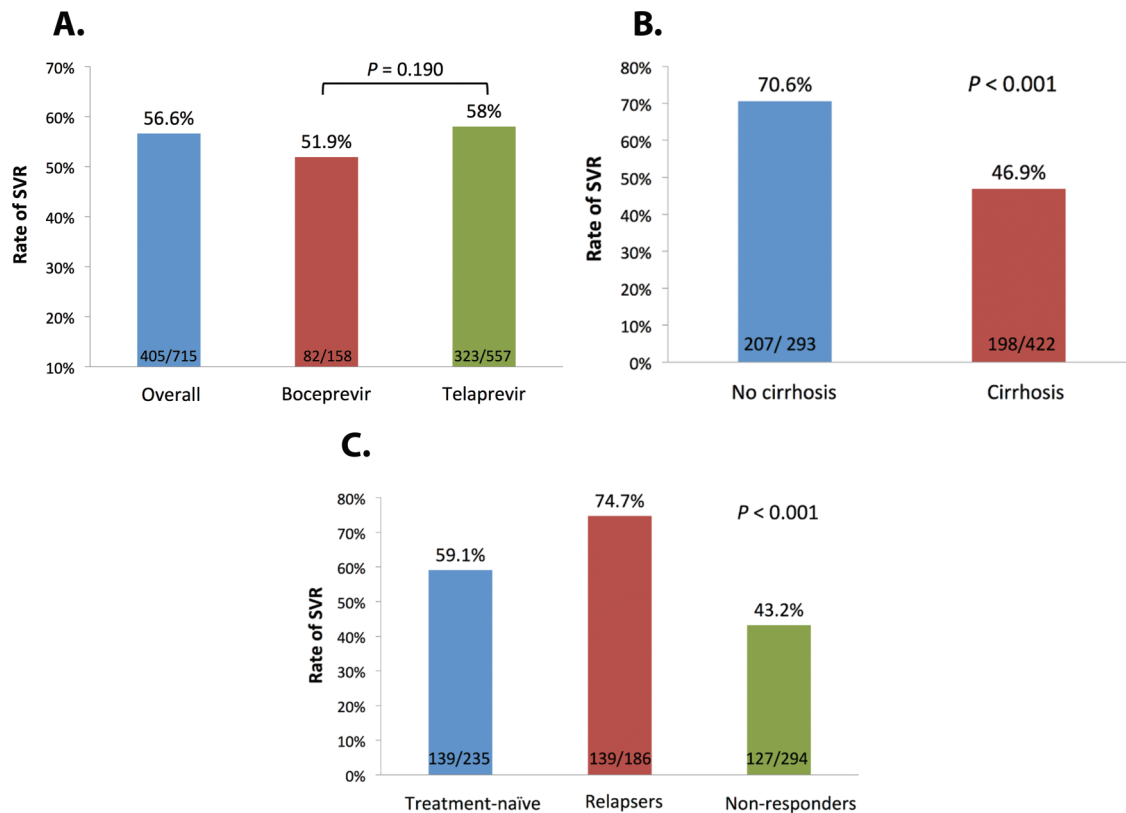 A.
70%
60%
50%
40%
30%
20%
10%
Rate of SVR
P = 0.190
56.6%
51.9%
58%
405/715
82/158
323/557
Overall
Boceprevir
Telaprevir
B.
80%
70%
60%
50%
40%
30%
20%
10%
0%
Rate of SVR
70.6%
P < 0.001
46.9%
207/ 293
198/422
No cirrhosis
Cirrhosis
C.
80%
70%
60%
50%
40%
30%
20%
10%
0%
Rate of SVR
74.7%
P < 0.001
59.1%
43.2%
139/235
139/186
127/294
Treatment-naïve
Relapsers
Non-responders